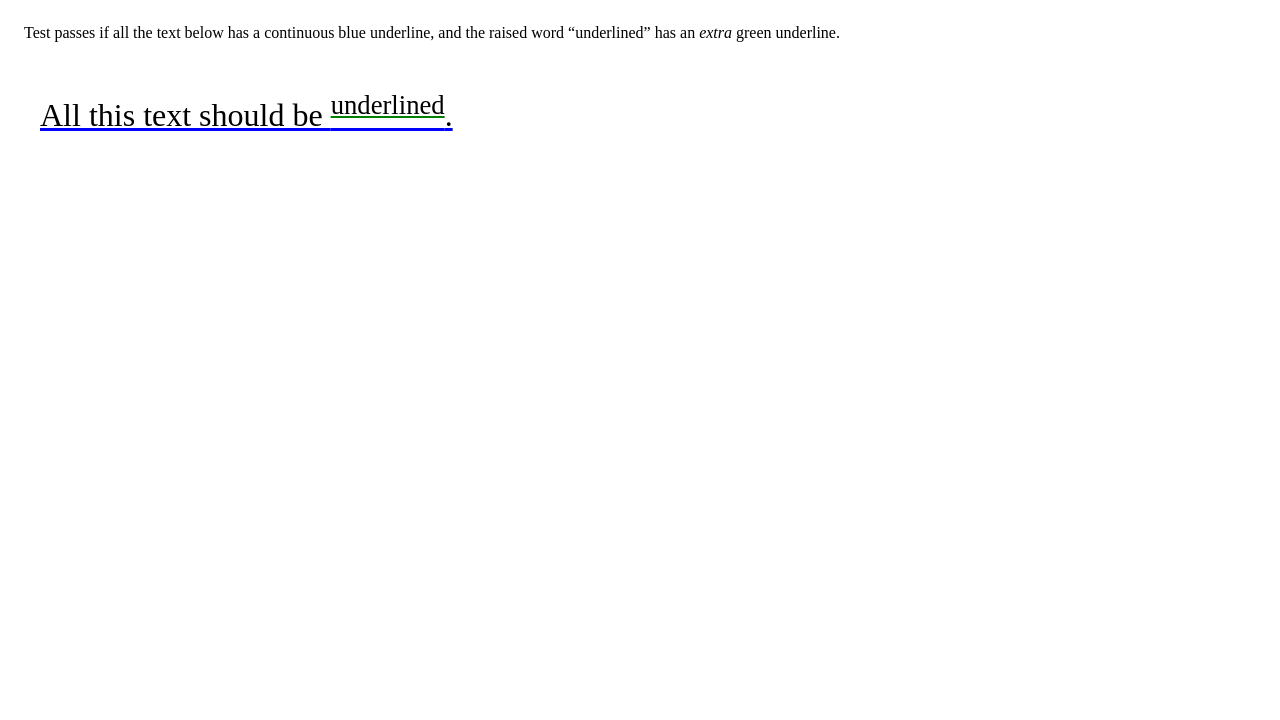 Test passes if all the text below has a continuous blue underline, and the raised word “underlined” has an extra green underline.
All this text should be underlined.